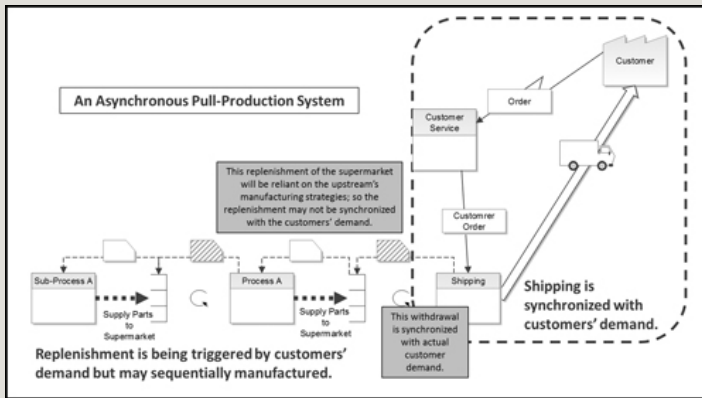 An Asynchronous Pull-Production System
Customer
Order
Customer
Service
This replenishment of the supermarket
will be reliant on the upstream's
manufacturing strategies; so the
replenishment may not be synchronized
with the customers' demand.
Customrer
Order
Sub-Process A
Process A
Shipping
Supply Parts
to
Supermarket
Supply Parts
to
Supermarket
This withdrawal
is synchronized
with actual
customer
demand.
Shipping is
synchronized with
customers' demand.
Replenishment is being triggered by customers'
demand but may sequentially manufactured.